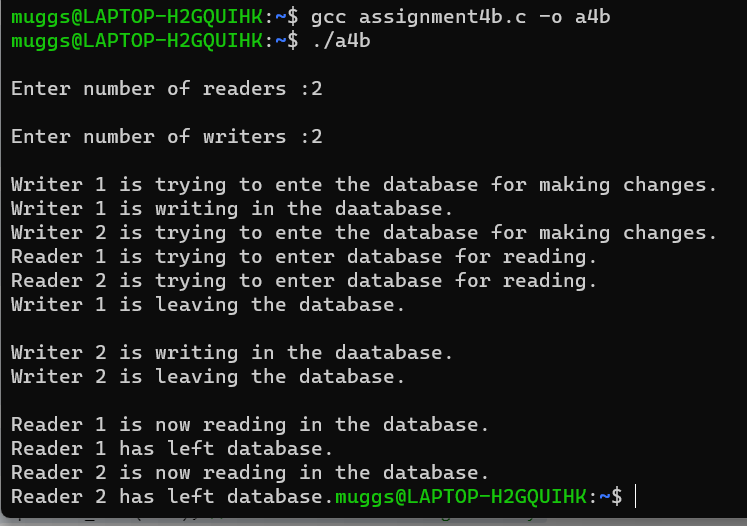 muggs@LAPTOP-H2GQUIHK:~$ gcc assignment4b.c -o a4b
muggs@LAPTOP-H2GQUIHK:~$ ./a4b
Enter number of readers :2
Enter number of writers :2
Writer 1 is trying to ente the database for making changes.
Writer 1 is writing in the daatabase.
Writer 2 is trying to ente the database for making changes.
Reader 1 is trying to enter database for reading.
Reader 2 is trying to enter database for reading.
Writer 1 is leaving the database.
Writer 2 is writing in the daatabase.
Writer 2 is leaving the database.
Reader 1 is now reading in the database.
Reader 1 has left database.
Reader 2 is now reading in the database.
Reader 2 has left database.muggs@LAPTOP-H2GQUIHK:~$